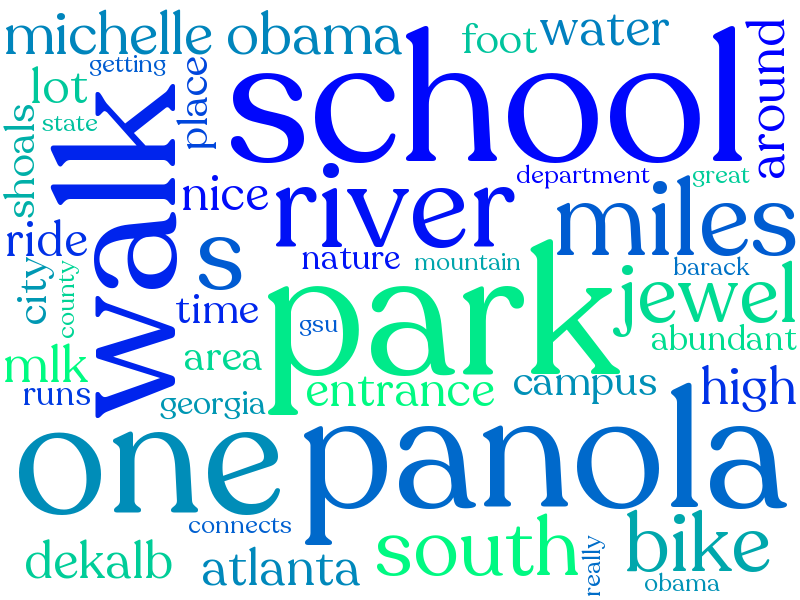 michelle obama
foot
water
getting
lot
state
place
school
around
shoals
walk
nice
river
department
great
miles
ride
s
nature
mountain
barack
city
county
time
gsu
park
jewel
abundant
mlk
area
entrance
campus
high
runs
georgia
one
panola
connects
dekalb
atlanta
south
really
bike
obama